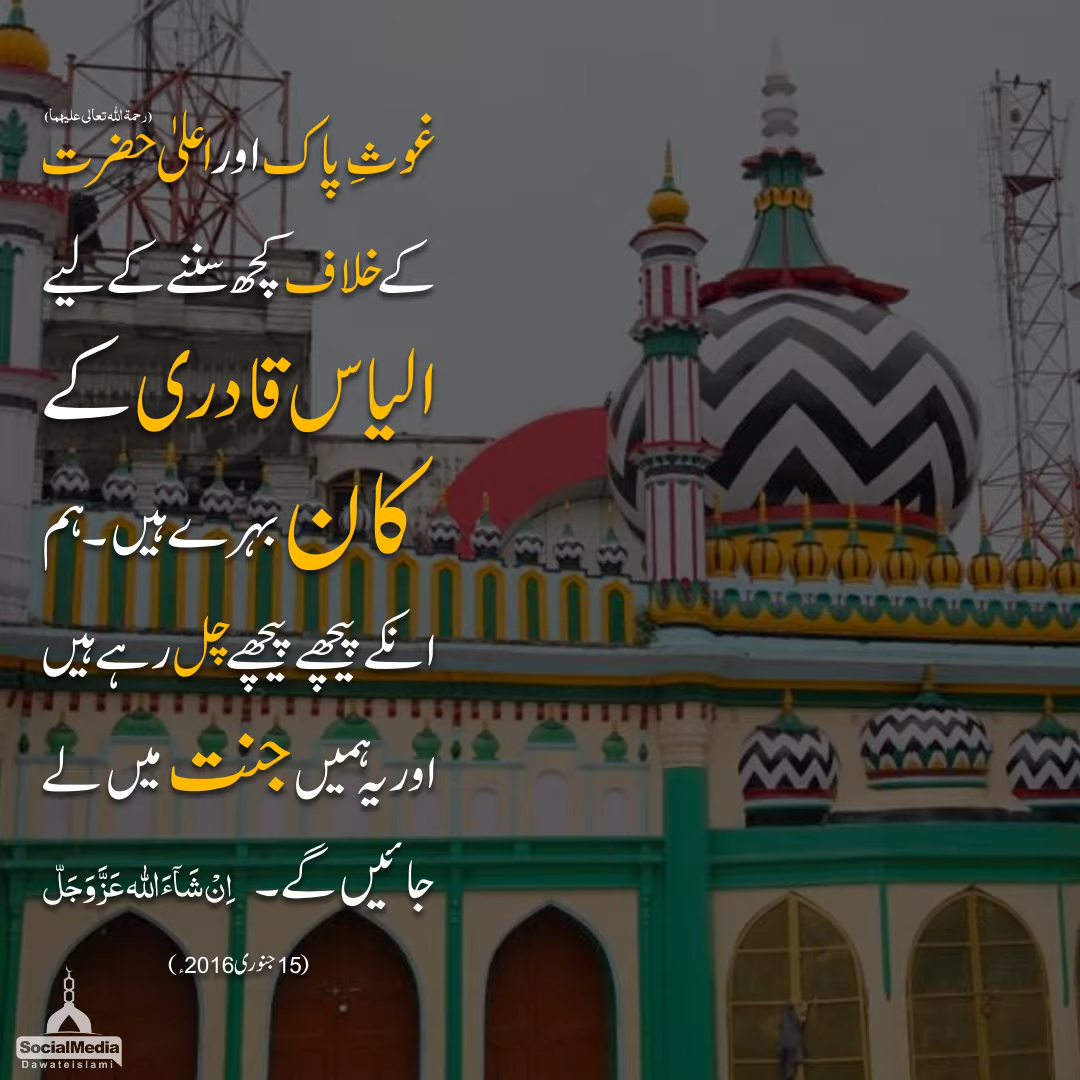 (رحمۃ اللہ تعالٰی علیہما)
غوثِ پاک اور اعلیٰ حضرت
کے خلاف کچھ سننے کے لیے
الیاس قادری کے
کان بہرے ہیں۔ ہم
انکے پیچھے پیچھے چل رہے ہیں
اور یہ ہمیں جنت میں لے
جائیں گے۔ اِنْ شَآءَ اللہ عَزَّوَجَلَّ
(15 جنوری 2016ء)
SocialMedia
Dawateislami